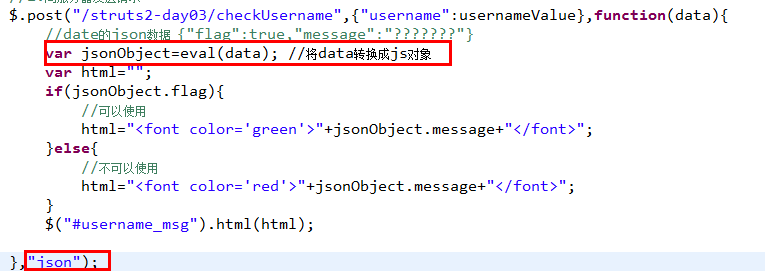 $.post("/struts2-day03/checkUsername",{"username":usernameValue},function(data){
//date的json数据 {"flag":true,"message":"???????"}
var jsonObject=eval(data); //将data转换成js对象
var html="";
if(jsonObject.flag){
//可以使用
html="<font color='green'>"+jsonObject.message+"</font>";
}else{
//不可以使用
html="<font color='red'>"+jsonObject.message+"</font>";
}
$("#username_msg").html(html);
},"json");